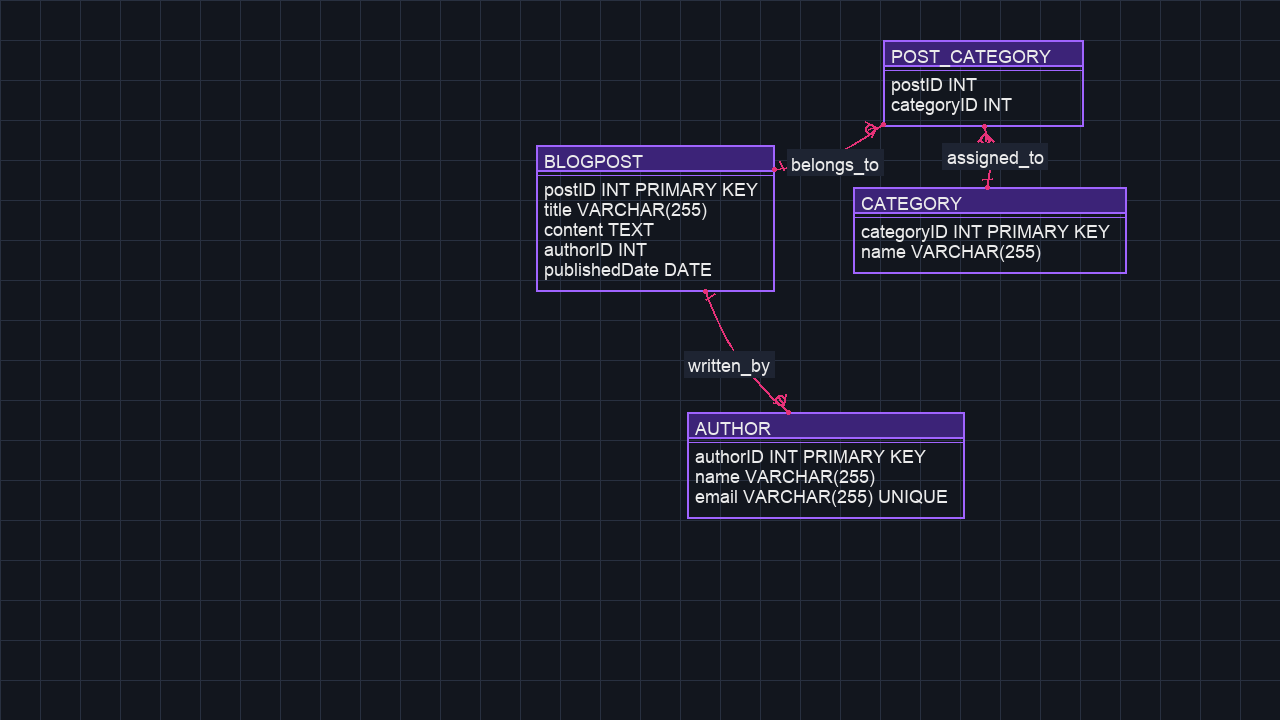 POST_CATEGORY
postID INT
categoryID INT
belongs_to
assigned_to
BLOGPOST
postID INT PRIMARY KEY
title VARCHAR(255)
content TEXT
authorID INT
publishedDate DATE
CATEGORY
categoryID INT PRIMARY KEY
name VARCHAR(255)
written_by
AUTHOR
authorID INT PRIMARY KEY
name VARCHAR(255)
email VARCHAR(255) UNIQUE